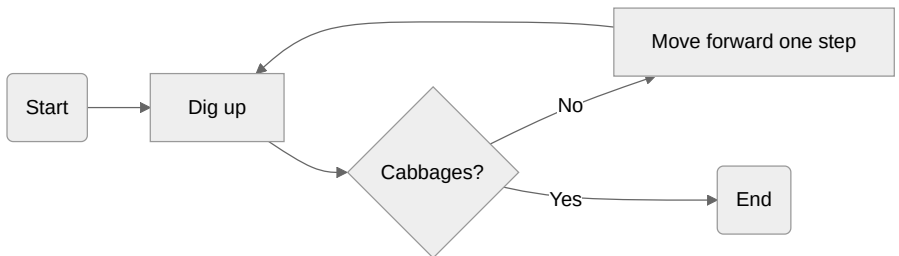 Start
Dig up
Cabbages?
No
Move forward one step
Yes
End